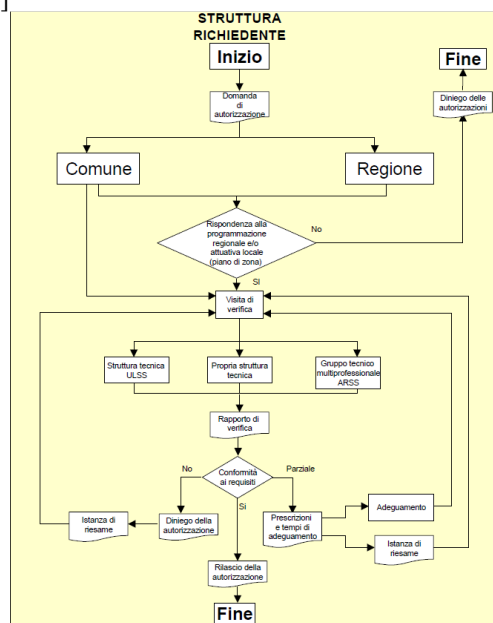 ]
STRUTTURA
RICHIEDENTE
Inizio
Fine
Domanda
di
autorizzazione
Diniego delle
autorizzazioni
Comune
Regione
Rispondenza alla
programmazione
regionale e/o
attuativa locale
(piano di zona)
No
SI
Visita di
verifica
Struttura tecnica
ULSS
Propria struttura
tecnica
Gruppo tecnico
multiprofessionale
ARSS
Rapporto di
verifica
No
Conformità
ai requisiti
Parziale
Si
Istanza di
riesame
Diniego della
autorizzazione
Prescrizioni
e tempi di
adeguamento
Adeguamento
Istanza di
riesame
Rilascio della
autorizzazione
Fine